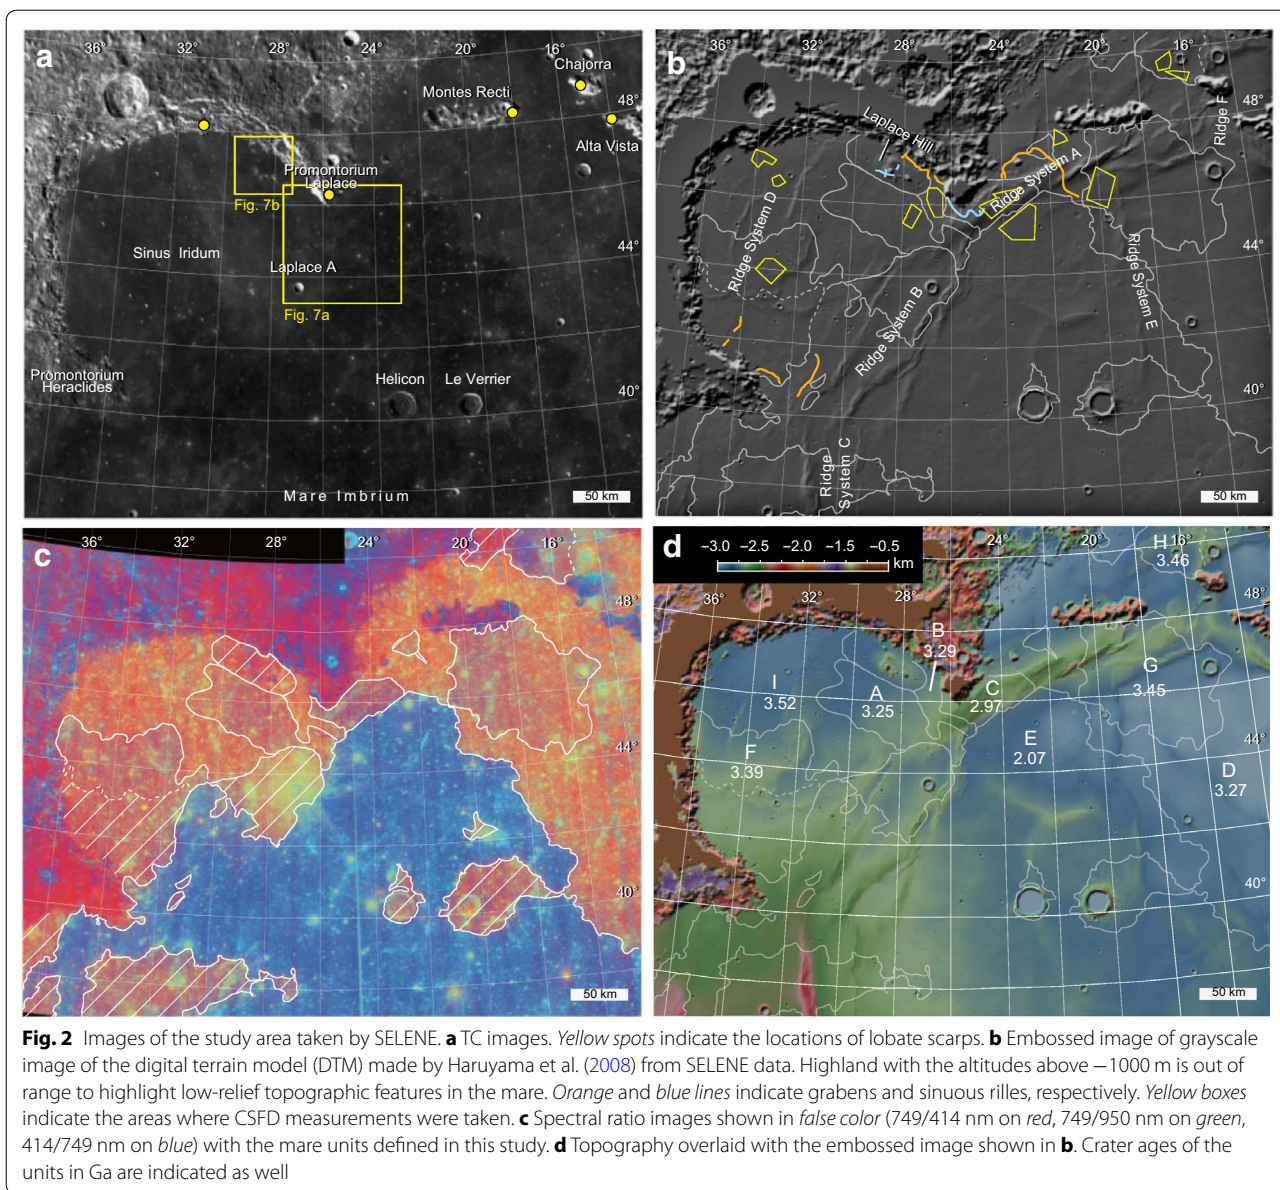 a
36°
32°
28°
24°
20°
16°
Chajorra
Montes Recti
48°
Alta Vista
Promontorium
Laplace
Fig. 7b
Sinus Iridum
44°
Laplace A
Fig. 7a
Promontorium
Heraclides
Helicon
Le Verrier
40°
Mare Imbrium
50 km
b
36°
32°
28°
24°
20°
16°
48°
Laplace Hill
RIdge F
Ridge System A
RIdge System D
44°
Ridge System E
Ridge System B
40°
Ridge
System C
50 km
c
36°
32°
28°
24°
20°
16°
48°
44°
40°
50 km
d
−3.0 −2.5 −2.0 −1.5 −0.5
km
24°
20°
16°
H
3.46
36°
32°
28°
48°
B
3.29
I
3.52
A
3.25
C
2.97
G
3.45
E
2.07
44°
F
3.39
D
3.27
40°
50 km
Fig. 2 Images of the study area taken by SELENE. a TC images. Yellow spots indicate the locations of lobate scarps. b Embossed image of grayscale
image of the digital terrain model (DTM) made by Haruyama et al. (2008) from SELENE data. Highland with the altitudes above −1000 m is out of
range to highlight low-relief topographic features in the mare. Orange and blue lines indicate grabens and sinuous rilles, respectively. Yellow boxes
indicate the areas where CSFD measurements were taken. c Spectral ratio images shown in false color (749/414 nm on red, 749/950 nm on green,
414/749 nm on blue) with the mare units defined in this study. d Topography overlaid with the embossed image shown in b. Crater ages of the
units in Ga are indicated as well